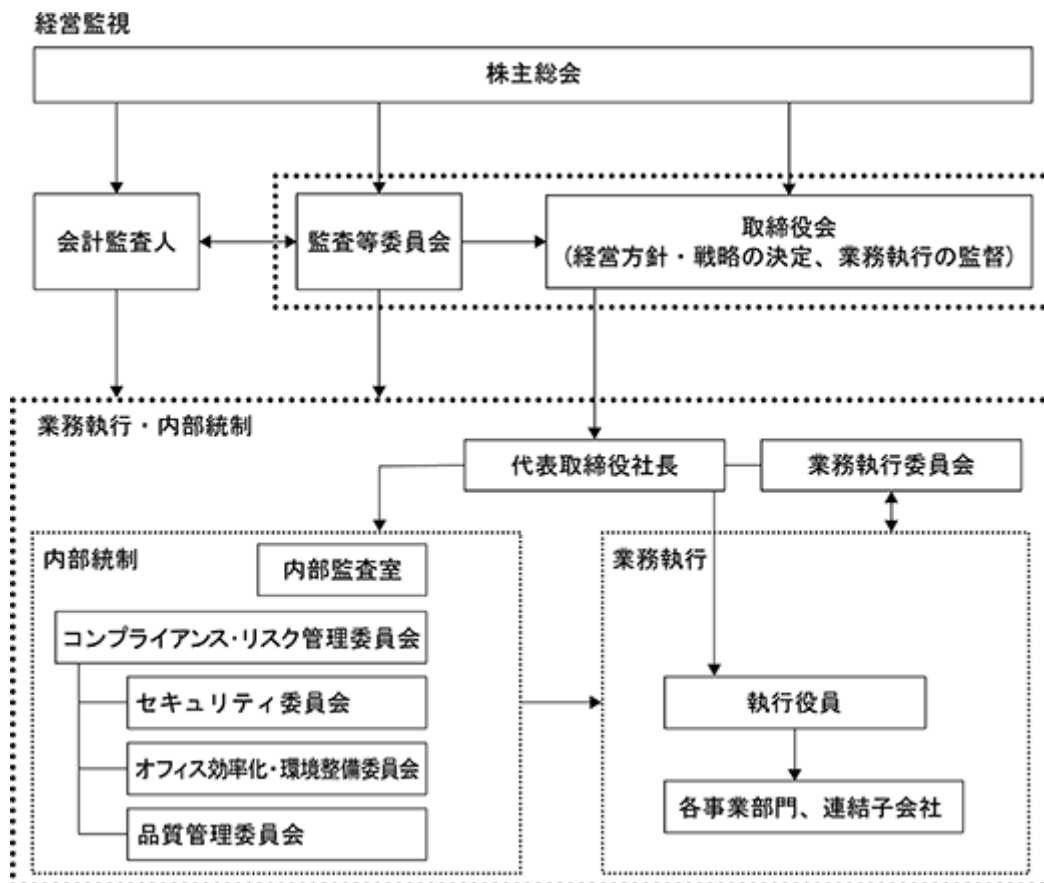 経営監視
株主総会
会計監査人
監査等委員会
取締役会
(経営方針・戦略の決定、業務執行の監督)
業務執行・内部統制
代表取締役社長
業務執行委員会
内部統制
内部監査室
コンプライアンス・リスク管理委員会
セキュリティ委員会
オフィス効率化・環境整備委員会
品質管理委員会
業務執行
執行役員
各事業部門、連結子会社